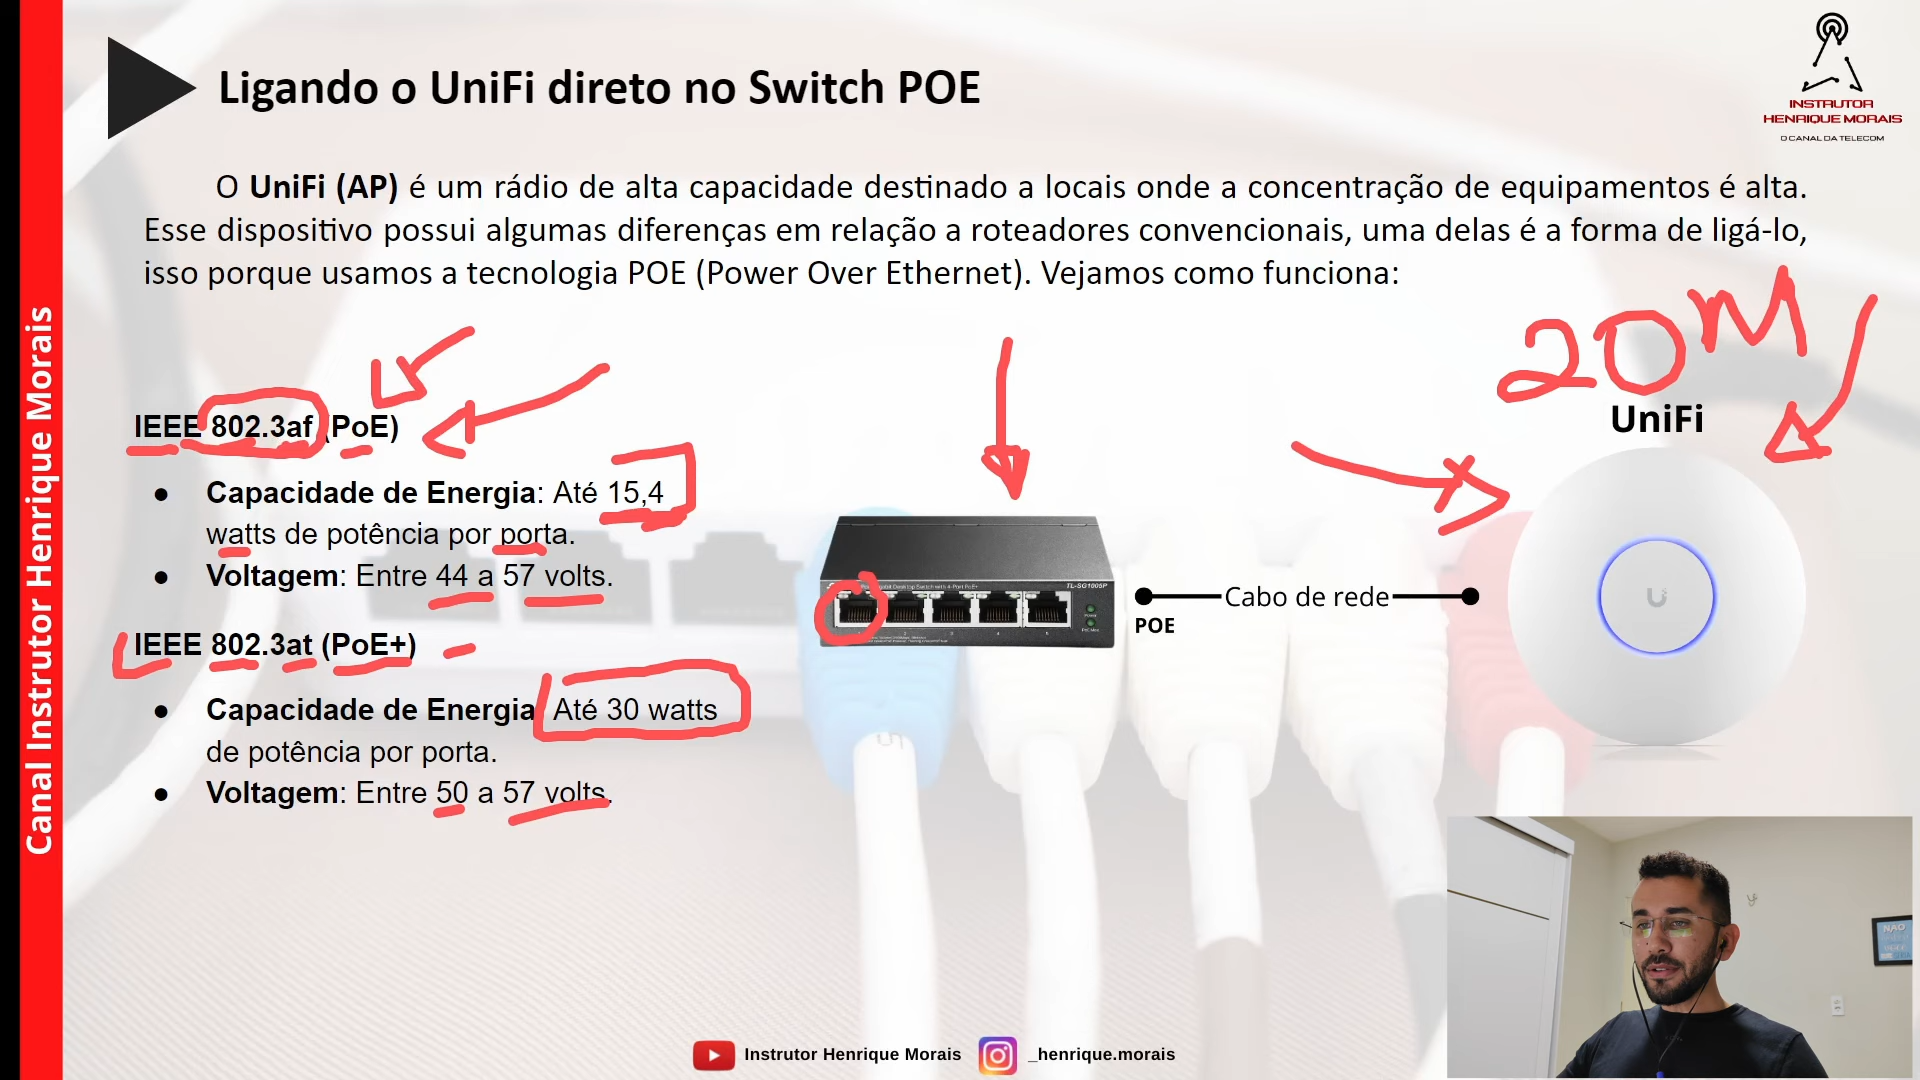 Ligando o UniFi direto no Switch POE
INSTRUTOR
HENRIQUE MORAIS
O CANAL DA TELECOM
O UniFi (AP) é um rádio de alta capacidade destinado a locais onde a concentração de equipamentos é alta.
Esse dispositivo possui algumas diferenças em relação a roteadores convencionais, uma delas é a forma de ligá-lo,
isso porque usamos a tecnologia POE (Power Over Ethernet). Vejamos como funciona:
Canal Instrutor Henrique Morais
20M
UniFi
IEEE 802.3af (PoE)
● Capacidade de Energia: Até 15,4
watts de potência por porta.
● Voltagem: Entre 44 a 57 volts.
IEEE 802.3at (PoE+)
● Capacidade de Energia: Até 30 watts
de potência por porta.
● Voltagem: Entre 50 a 57 volts.
TL-SG1005P
Cabo de rede
POE
Instrutor Henrique Morais
_henrique.morais